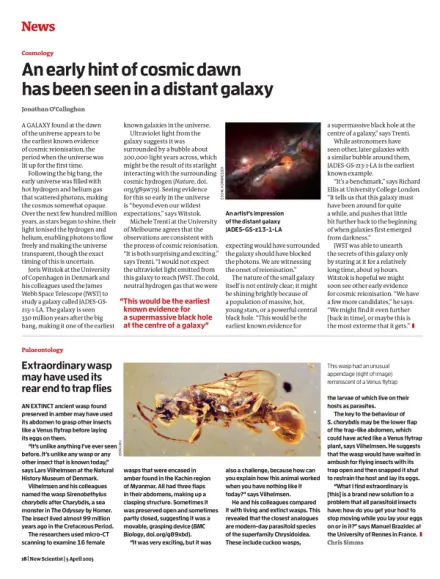 News
Cosmology
An early hint of cosmic dawn
has been seen in a distant galaxy
Jonathan O'Callaghan
A GALAXY found at the dawn
of the universe appears to be
the earliest known evidence
of cosmic reionisation, the
period when the universe was
lit up for the first time.
Following the big bang, the
early universe was filled with
hot hydrogen and helium gas
that scattered photons, making
the cosmos somewhat opaque.
Over the next few hundred million
years, as stars began to shine, their
light ionised the hydrogen and
helium, enabling photons to flow
freely and making the universe
transparent, though the exact
timing of this is uncertain.
Joris Witstok at the University
of Copenhagen in Denmark and
his colleagues used the James
Webb Space Telescope (JWST) to
study a galaxy called JADES-GS-
z13-1-LA. The galaxy is seen
330 million years after the big
bang, making it one of the earliest
known galaxies in the universe.
Ultraviolet light from the
galaxy suggests it was
surrounded by a bubble about
200,000 light years across, which
might be the result of its starlight
interacting with the surrounding
cosmic hydrogen (Nature, doi.
org/g89w73). Seeing evidence
for this so early in the universe
is "beyond even our wildest
expectations," says Witstok.
Michele Trenti at the University
of Melbourne agrees that the
observations are consistent with
the process of cosmic reionisation.
"It is both surprising and exciting,"
says Trenti. "I would not expect
the ultraviolet light emitted from
this galaxy to reach JWST. The cold,
neutral hydrogen gas that we were
"This would be the earliest
known evidence for
a supermassive black hole
at the centre of a galaxy"
An artist's impression
of the distant galaxy
JADES-GS-z13-1-LA
expecting would have surrounded
the galaxy should have blocked
the photons. We are witnessing
the onset of reionisation."
The nature of the small galaxy
itself is not entirely clear; it might
be shining brightly because of
a population of massive, hot,
young stars, or a powerful central
black hole. "This would be the
earliest known evidence for
a supermassive black hole at the
centre of a galaxy," says Trenti.
While astronomers have
seen other, later galaxies with
a similar bubble around them,
JADES-GS-z13-1-LA is the earliest
known example.
"It's a benchmark," says Richard
Ellis at University College London.
"It tells us that this galaxy must
have been around for quite
a while, and pushes that little
bit further back to the beginning
of when galaxies first emerged
from darkness."
JWST was able to unearth
the secrets of this galaxy only
by staring at it for a relatively
long time, about 19 hours.
Witstok is hopeful we might
soon see other early evidence
for cosmic reionisation. "We have
a few more candidates," he says.
"We might find it even further
[back in time], or maybe this is
the most extreme that it gets."
Palaeontology
Extraordinary wasp
may have used its
rear end to trap flies
AN EXTINCT wasp found
preserved in amber may have used
its abdomen to grasp other insects
like a Venus flytrap before laying
its eggs on them.
"It's unlike anything I've ever seen
before. It's unlike any wasp or any
other insect that is known today,"
says Lars Vilhelmsen at the Natural
History Museum of Denmark.
Vilhelmsen and his colleagues
named the wasp Sirenobethylus
charybdis after Charybdis, a sea
monster in The Odyssey by Homer.
The insect lived almost 99 million
years ago in the Cretaceous Period.
The researchers used micro-CT
scanning to examine 16 female
wasps that were encased in
amber found in the Kachin region
of Myanmar. All had three flaps
in their abdomens, making up a
clasping structure. Sometimes it
was preserved open and sometimes
partly closed, suggesting it was a
movable, grasping device (BMC
Biology, doi.org/g89xbd).
"It was very exciting, but it was
This wasp had an unusual
appendage (right of image)
reminiscent of a Venus flytrap
also a challenge, because how can
you explain how this animal worked
when you have nothing like it
today?" says Vilhelmsen.
He and his colleagues compared
it with living and extinct wasps. This
revealed that the closest analogues
are modern-day parasitoid species
of the superfamily Chrysidoidea.
These include cuckoo wasps,
the larvae of which live on their
hosts as parasites.
The key to the behaviour of
S. charybdis may be the lower flap
of the trap-like abdomen, which
could have acted like a Venus flytrap
plant, says Vilhelmsen. He suggests
that the wasp would have waited in
ambush for flying insects with its
trap open and then snapped it shut
to restrain the host and lay its eggs.
"What I find extraordinary is
[this] is a brand new solution to a
problem that all parasitoid insects
have: how do you get your host to
stop moving while you lay your eggs
on or in it?" says Manuel Brazidec at
the University of Rennes in France.
Chris Simms
16 | New Scientist | 5 April 2025